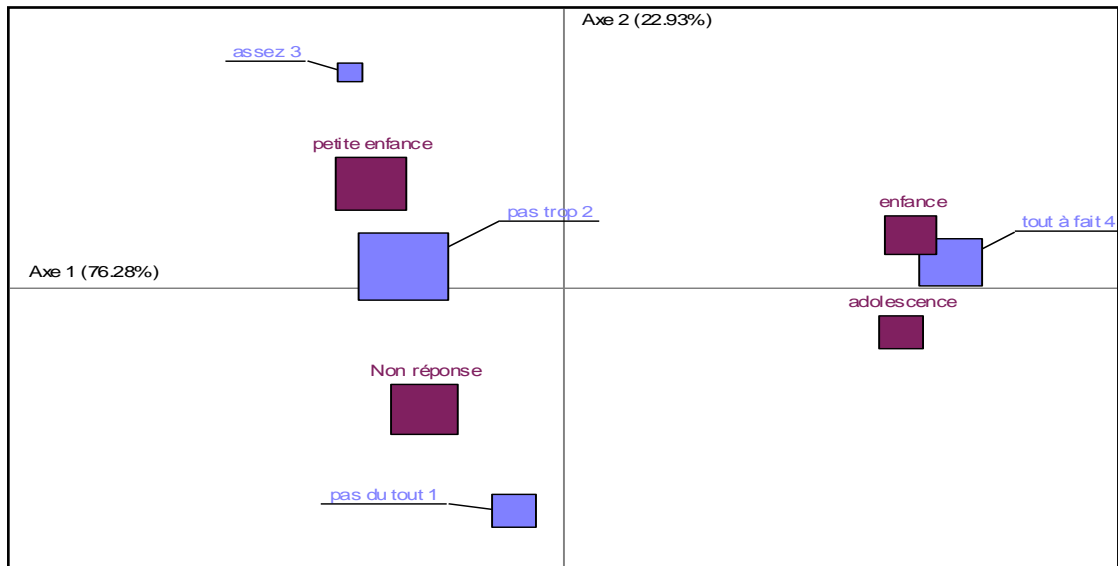 Axe 2 (22.93%)
assez 3
petite enfance
pas trop 2
enfance
tout à fait 4
Axe 1 (76.28%)
adolescence
Non réponse
pas du tout 1